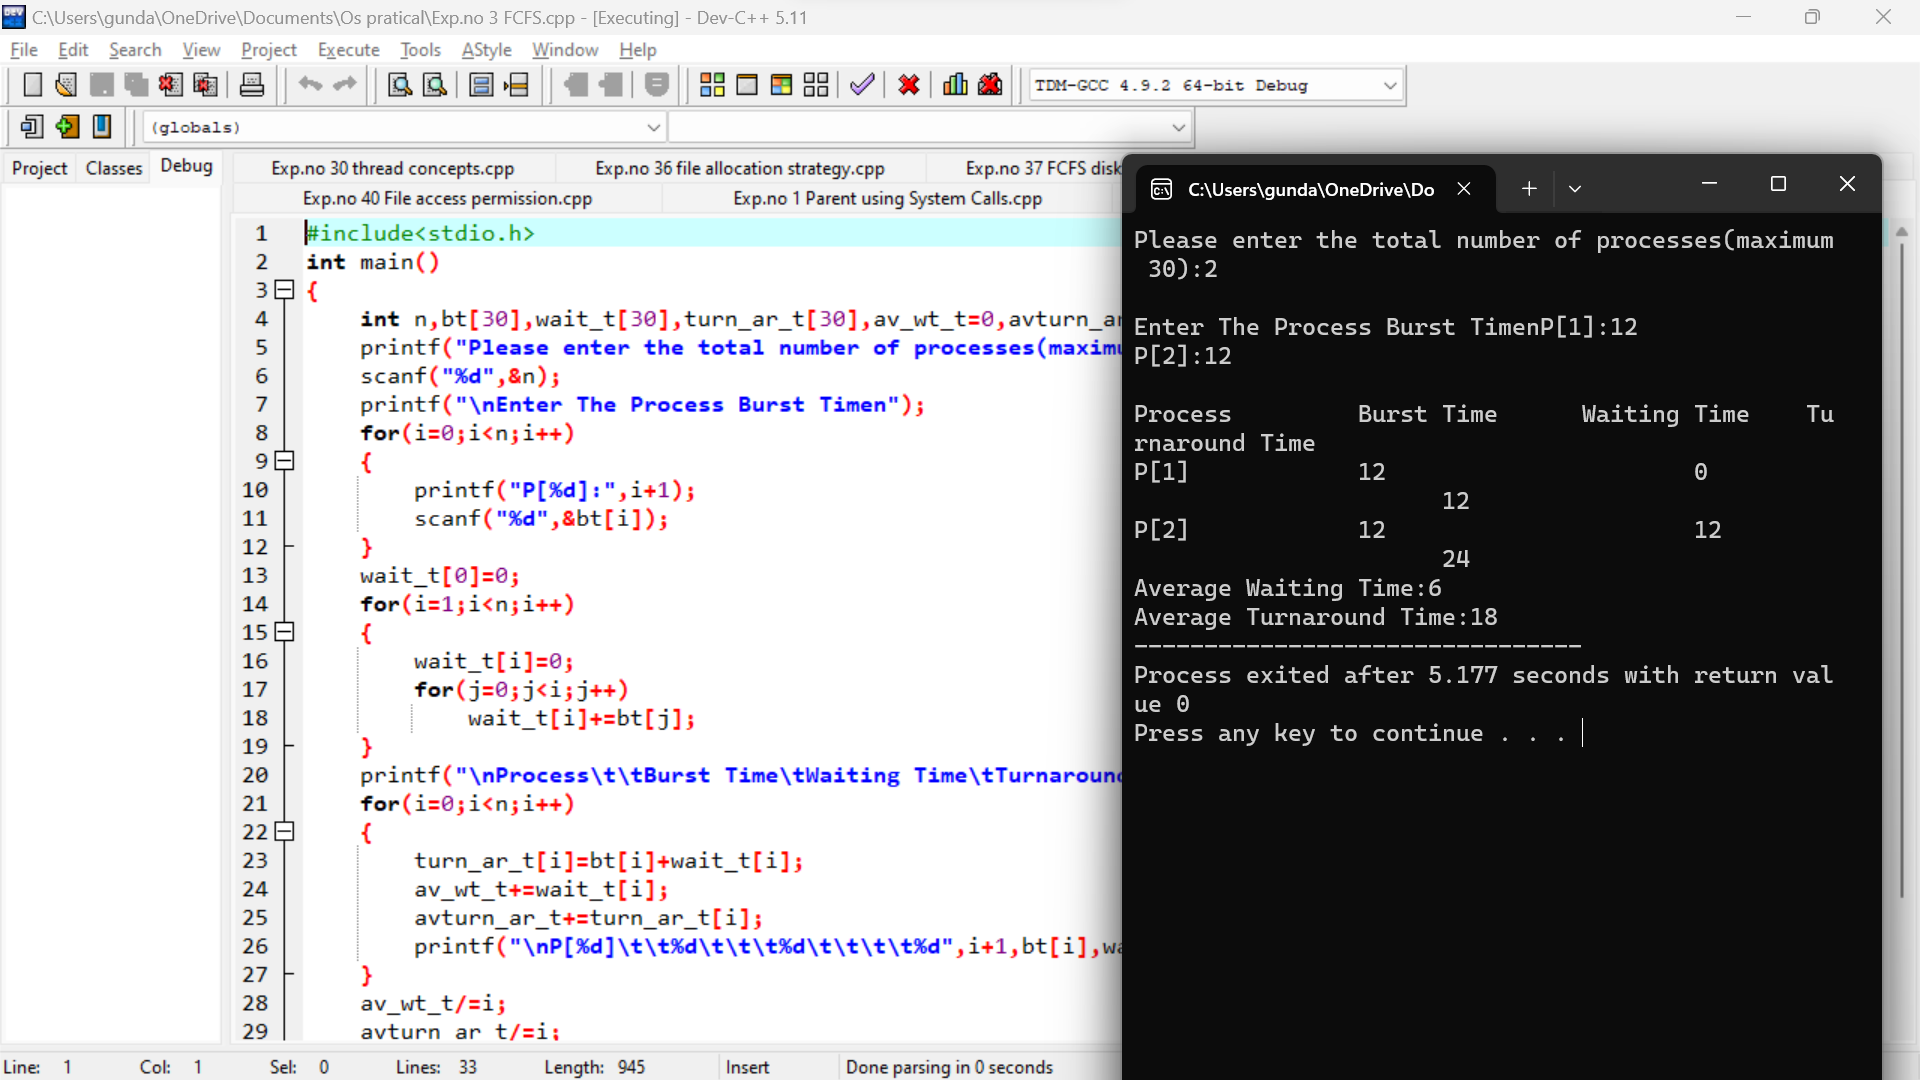 C:\Users\gunda\OneDrive\Documents\Os pratical\Exp.no 3 FCFS.cpp - [Executing] - Dev-C++ 5.11
File Edit Search View Project Execute Tools AStyle Window Help
TDM-GCC 4.9.2 64-bit Debug
(globals)
Project Classes Debug
Exp.no 30 thread concepts.cpp Exp.no 36 file allocation strategy.cpp Exp.no 37 FCFS disk
Exp.no 40 File access permission.cpp Exp.no 1 Parent using System Calls.cpp
1 #include<stdio.h>
2 int main()
3 {
4 int n,bt[30],wait_t[30],turn_ar_t[30],av_wt_t=0,avturn_ar
5 printf("Please enter the total number of processes(maximu
6 scanf("%d",&n);
7 printf("\nEnter The Process Burst Timen");
8 for(i=0;i<n;i++)
9 {
10 printf("P[%d]:",i+1);
11 scanf("%d",&bt[i]);
12 }
13 wait_t[0]=0;
14 for(i=1;i<n;i++)
15 {
16 wait_t[i]=0;
17 for(j=0;j<i;j++)
18 wait_t[i]+=bt[j];
19 }
20 printf("\nProcess\t\tBurst Time\tWaiting Time\tTurnaround
21 for(i=0;i<n;i++)
22 {
23 turn_ar_t[i]=bt[i]+wait_t[i];
24 av_wt_t+=wait_t[i];
25 avturn_ar_t+=turn_ar_t[i];
26 printf("\nP[%d]\t\t%d\t\t\t%d\t\t\t\t%d",i+1,bt[i],wa
27 }
28 av_wt_t/=i;
29 avturn_ar_t/=i;
Line: 1 Col: 1 Sel: 0 Lines: 33 Length: 945 Insert Done parsing in 0 seconds
C:\Users\gunda\OneDrive\Do
Please enter the total number of processes(maximum
30):2
Enter The Process Burst TimenP[1]:12
P[2]:12
Process Burst Time Waiting Time Tu
rnaround Time
P[1] 12 0
12
P[2] 12 12
24
Average Waiting Time:6
Average Turnaround Time:18
--------------------------------
Process exited after 5.177 seconds with return val
ue 0
Press any key to continue . . .